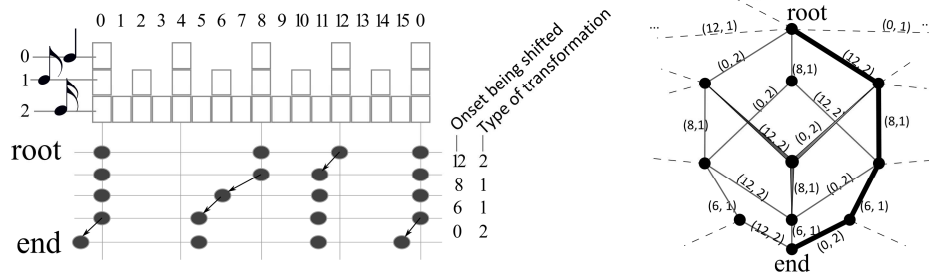 0 1 2 3 4 5 6 7 8 9 10 11 12 13 14 15 0
0
1
2
Onset being shifted
Type of transformation
root
12 2
8 1
6 1
0 2
end
root
... (12, 1) (0, 1) ...
(0, 2) (12, 2)
(8,1)
(0, 2) (12, 2)
(8,1) (12, 2) (0, 2) (8,1)
(12, 2) (8,1) (0, 2)
(6, 1) (6, 1)
(12, 2) (6, 1) (0, 2)
end